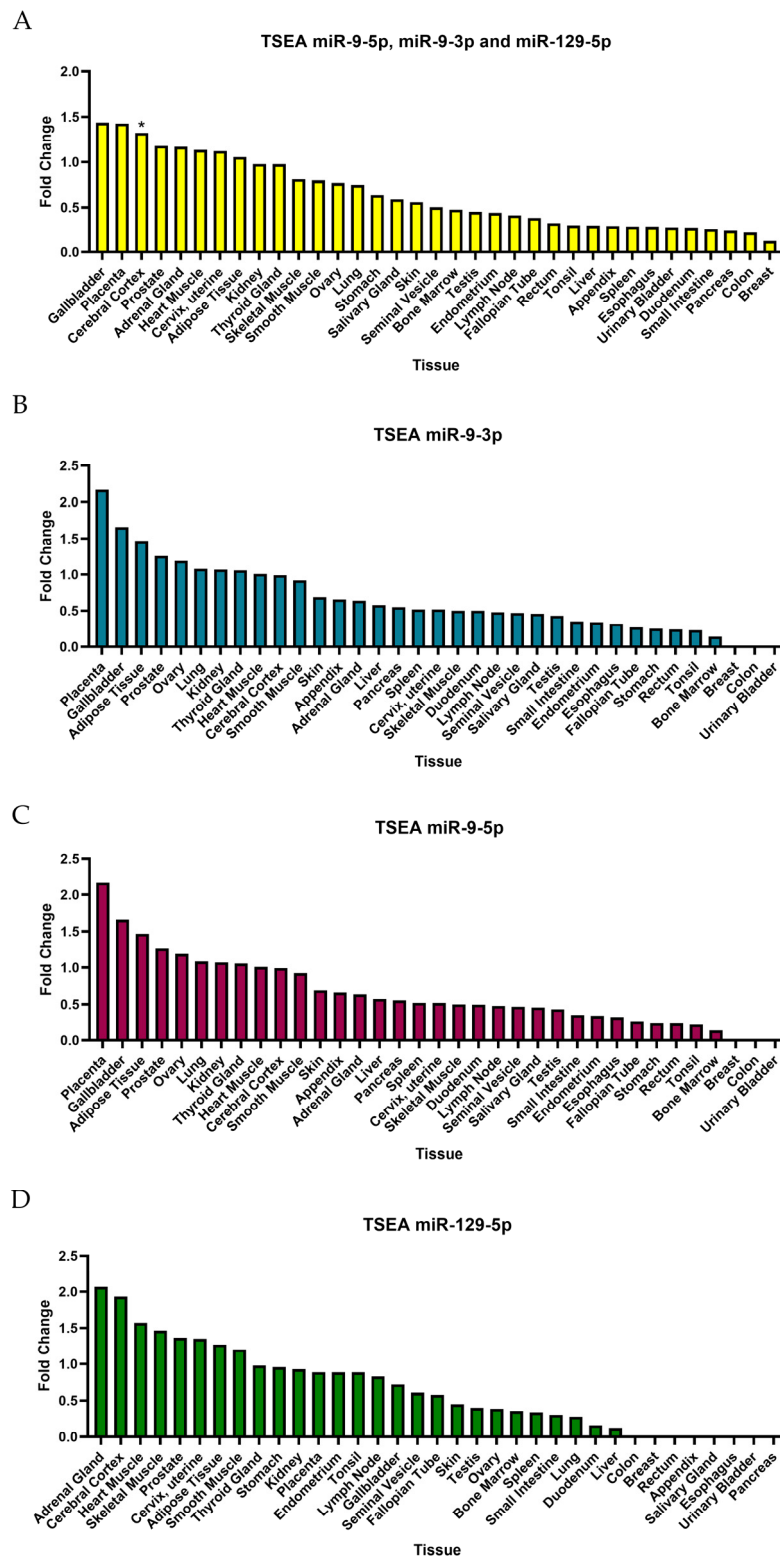 A
TSEA miR-9-5p, miR-9-3p and miR-129-5p
2.0
1.5
1.0
0.5
0.0
Fold Change
*
Gallbladder
Placenta
Cerebral Cortex
Prostate
Adrenal Gland
Heart Muscle
Cervix, uterine
Adipose Tissue
Kidney
Thyroid Gland
Skeletal Muscle
Smooth Muscle
Ovary
Lung
Stomach
Salivary Gland
Skin
Seminal Vesicle
Bone Marrow
Testis
Endometrium
Lymph Node
Fallopian Tube
Rectum
Tonsil
Liver
Appendix
Spleen
Esophagus
Urinary Bladder
Duodenum
Small Intestine
Pancreas
Colon
Breast
Tissue
B
TSEA miR-9-3p
2.5
2.0
1.5
1.0
0.5
0.0
Fold Change
Placenta
Gallbladder
Adipose Tissue
Prostate
Ovary
Lung
Kidney
Thyroid Gland
Heart Muscle
Cerebral Cortex
Smooth Muscle
Skin
Appendix
Adrenal Gland
Liver
Pancreas
Spleen
Cervix, uterine
Skeletal Muscle
Duodenum
Lymph Node
Seminal Vesicle
Salivary Gland
Testis
Small Intestine
Endometrium
Esophagus
Fallopian Tube
Stomach
Rectum
Tonsil
Bone Marrow
Breast
Colon
Urinary Bladder
Tissue
C
TSEA miR-9-5p
2.5
2.0
1.5
1.0
0.5
0.0
Fold Change
Placenta
Gallbladder
Adipose Tissue
Prostate
Ovary
Lung
Kidney
Thyroid Gland
Heart Muscle
Cerebral Cortex
Smooth Muscle
Skin
Appendix
Adrenal Gland
Liver
Pancreas
Spleen
Cervix, uterine
Skeletal Muscle
Duodenum
Lymph Node
Seminal Vesicle
Salivary Gland
Testis
Small Intestine
Endometrium
Esophagus
Fallopian Tube
Stomach
Rectum
Tonsil
Bone Marrow
Breast
Colon
Urinary Bladder
Tissue
D
TSEA miR-129-5p
2.5
2.0
1.5
1.0
0.5
0.0
Fold Change
Adrenal Gland
Cerebral Cortex
Heart Muscle
Skeletal Muscle
Prostate
Cervix, uterine
Adipose Tissue
Smooth Muscle
Thyroid Gland
Stomach
Kidney
Placenta
Endometrium
Tonsil
Lymph Node
Gallbladder
Seminal Vesicle
Fallopian Tube
Skin
Testis
Ovary
Bone Marrow
Spleen
Small Intestine
Lung
Duodenum
Liver
Colon
Breast
Rectum
Appendix
Salivary Gland
Esophagus
Urinary Bladder
Pancreas
Tissue